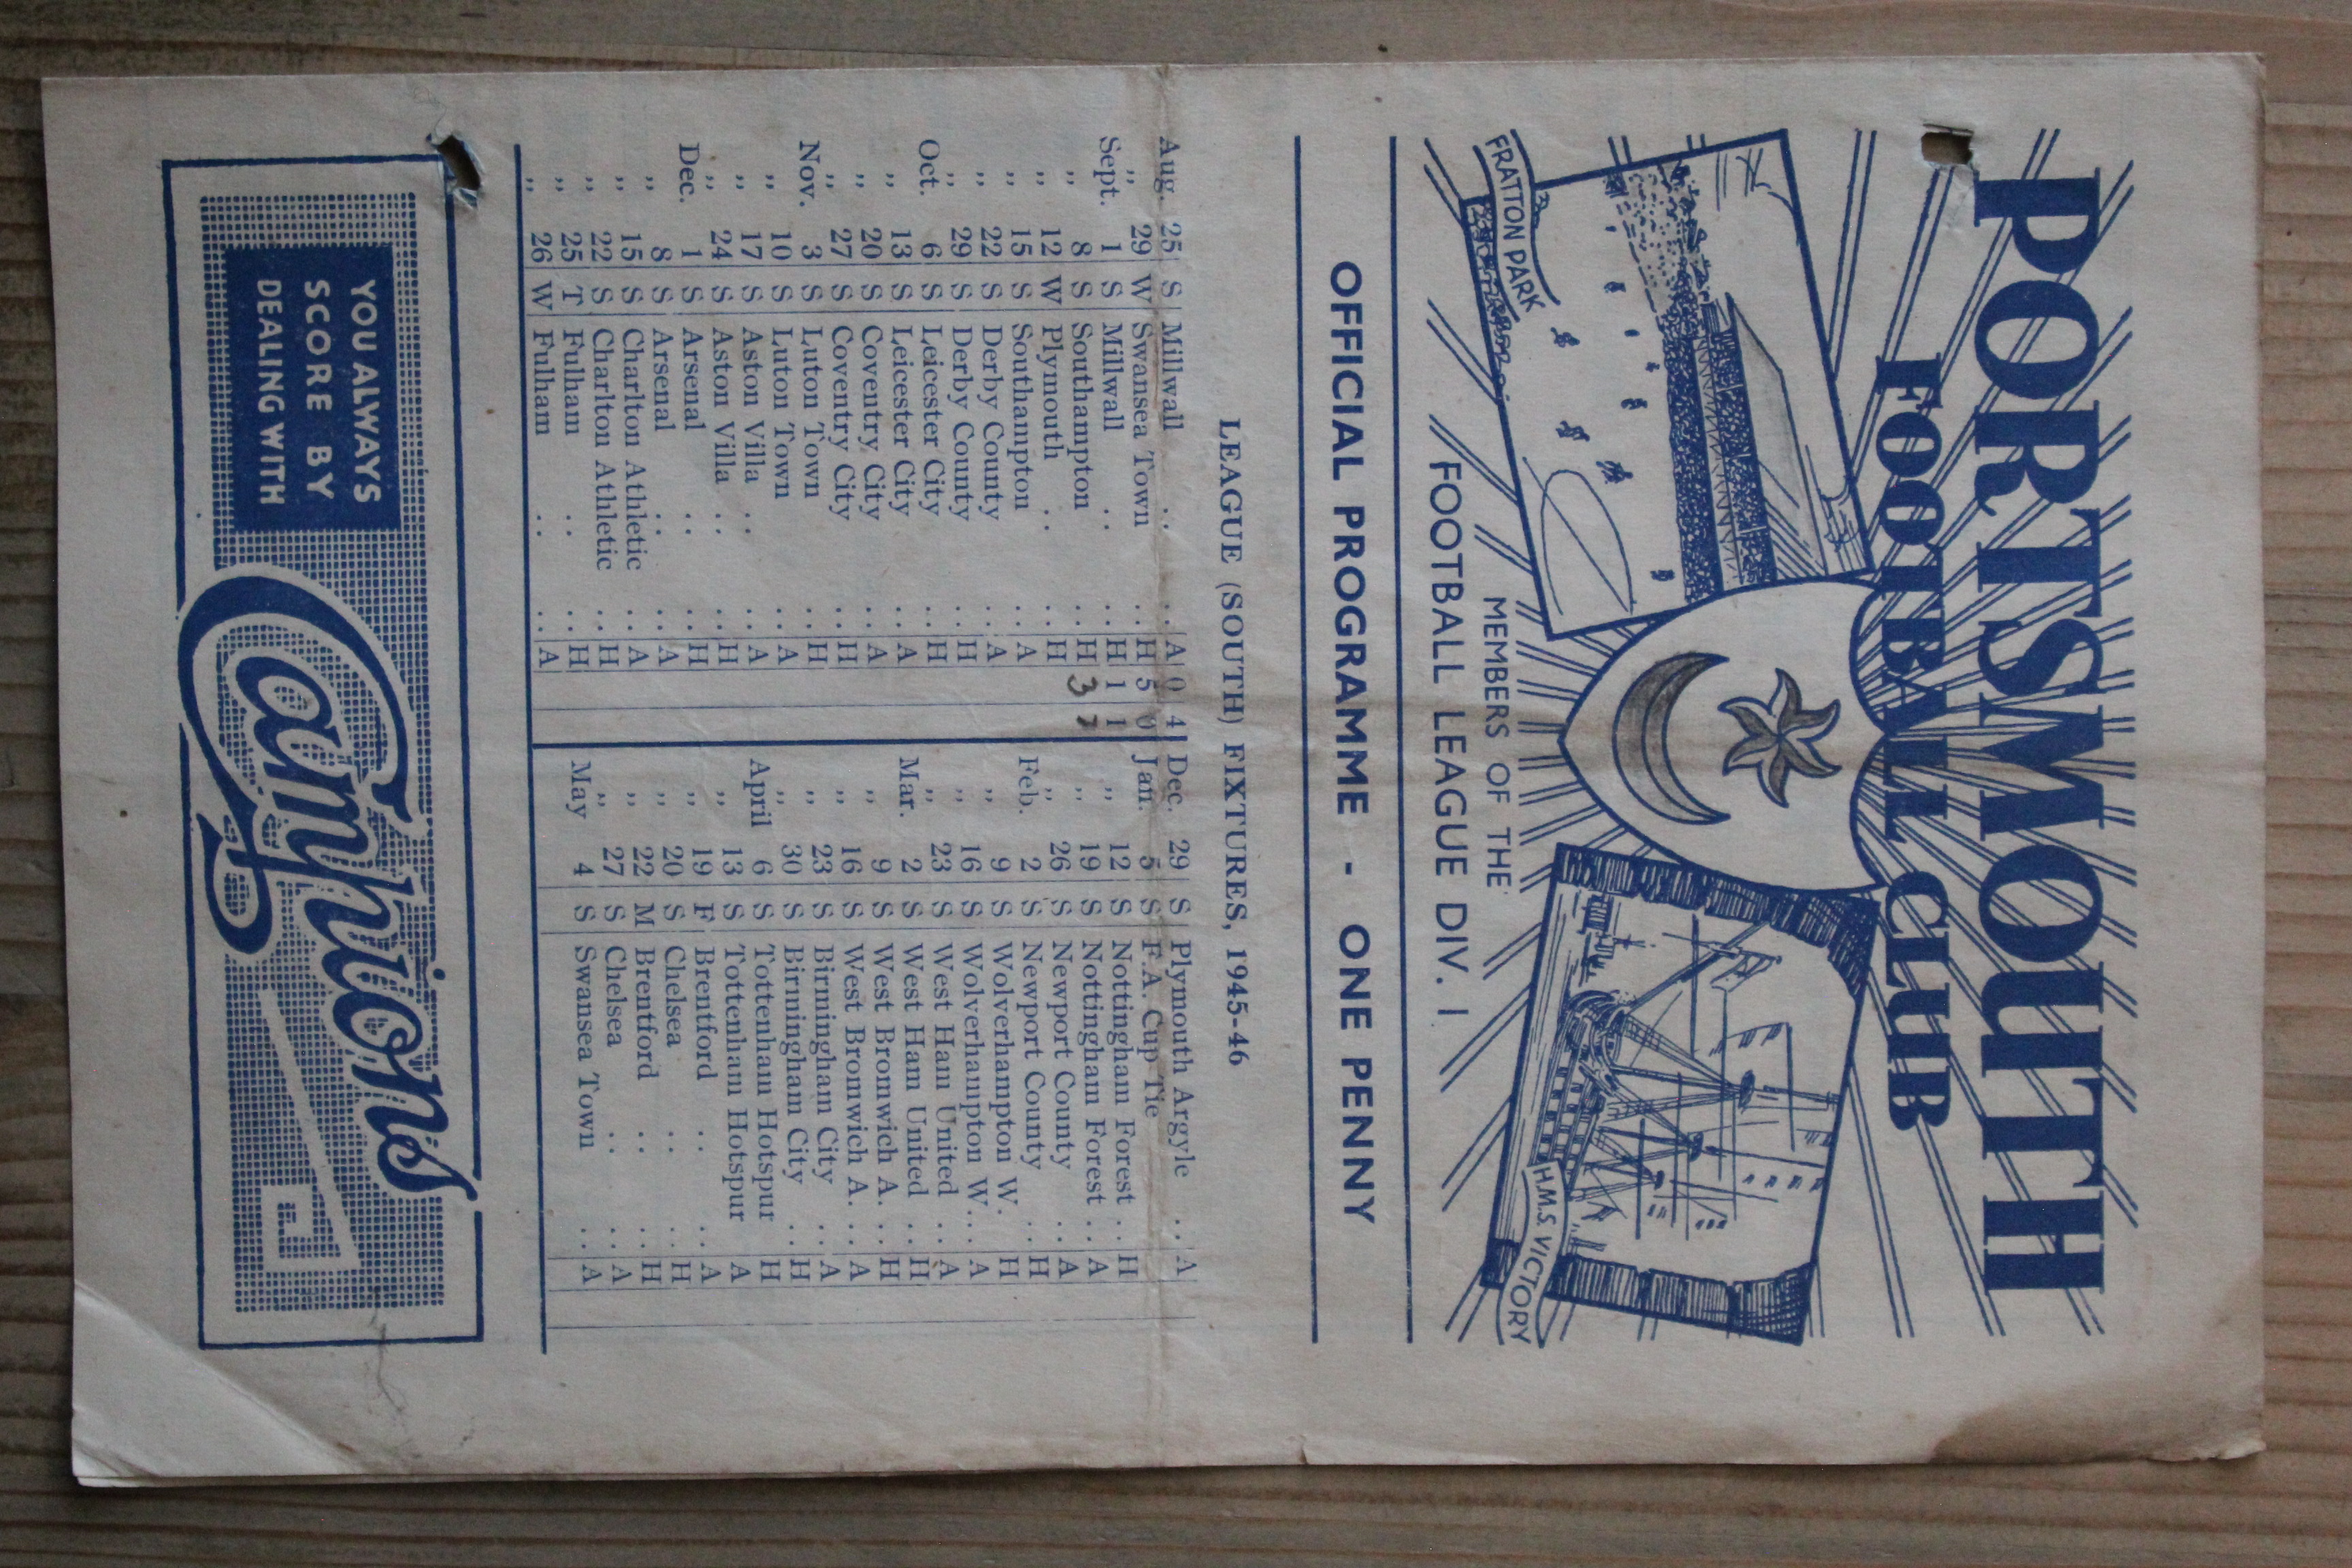 PORTSMOUTH
FOOTBALL CLUB
FRATTON PARK
H.M.S. VICTORY
MEMBERS OF THE
FOOTBALL LEAGUE DIV. 1
OFFICIAL PROGRAMME - ONE PENNY
LEAGUE (SOUTH) FIXTURES, 1945-46
Aug. 25 S Millwall .. .. A 0 4
,, 29 W Swansea Town .. H 5 0
Sept. 1 S Millwall .. .. H 1 1
,, 8 S Southampton .. H 3
,, 12 W Plymouth .. .. H
,, 15 S Southampton .. A
,, 22 S Derby County .. A
,, 29 S Derby County .. H
Oct. 6 S Leicester City .. H
,, 13 S Leicester City .. A
,, 20 S Coventry City .. A
,, 27 S Coventry City .. H
Nov. 3 S Luton Town .. H
,, 10 S Luton Town .. A
,, 17 S Aston Villa .. .. A
,, 24 S Aston Villa .. .. H
Dec. 1 S Arsenal .. .. H
,, 8 S Arsenal .. .. A
,, 15 S Charlton Athletic .. A
,, 22 S Charlton Athletic .. H
,, 25 T Fulham .. .. H
,, 26 W Fulham .. .. A
Dec. 29 S Plymouth Argyle .. A
Jan. 5 S F.A. Cup Tie
,, 12 S Nottingham Forest .. H
,, 19 S Nottingham Forest .. A
,, 26 S Newport County .. A
Feb. 2 S Newport County .. H
,, 9 S Wolverhampton W. .. H
,, 16 S Wolverhampton W. .. A
,, 23 S West Ham United .. A
Mar. 2 S West Ham United .. H
,, 9 S West Bromwich A. .. H
,, 16 S West Bromwich A. .. A
,, 23 S Birmingham City .. A
,, 30 S Birmingham City .. H
April 6 S Tottenham Hotspur H
,, 13 S Tottenham Hotspur A
,, 19 F Brentford .. .. A
,, 20 S Chelsea .. .. H
,, 22 M Brentford .. .. H
,, 27 S Chelsea .. .. A
May 4 S Swansea Town .. A
YOU ALWAYS
SCORE BY
DEALING WITH
Camphions